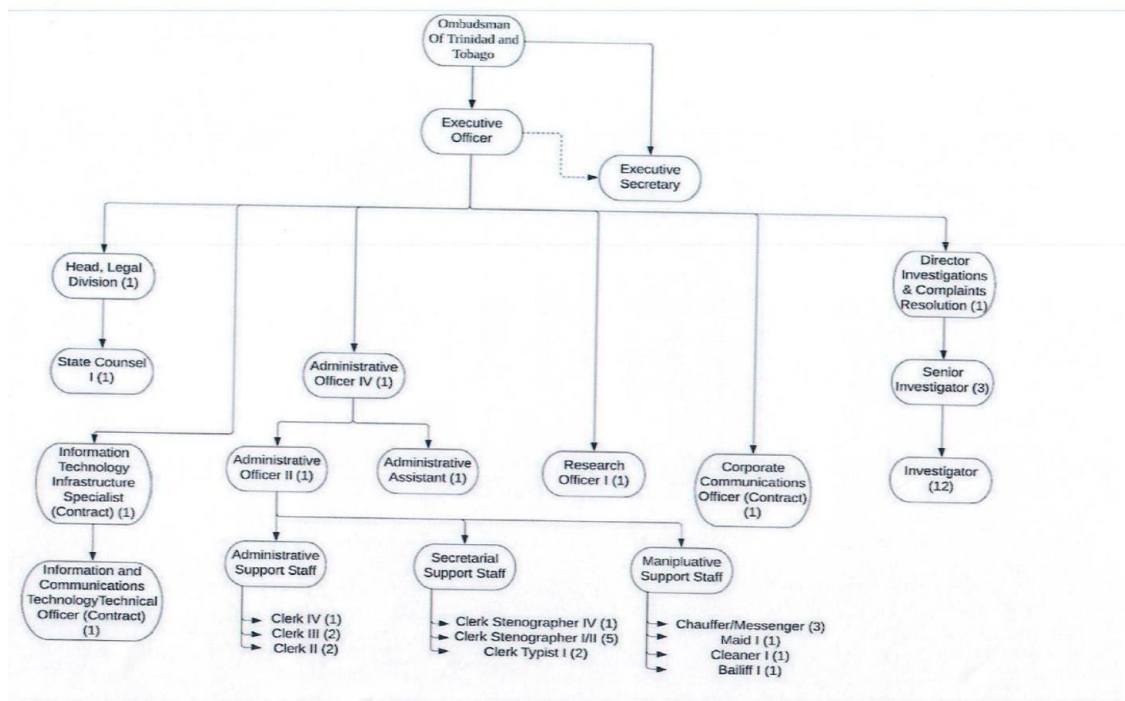 Ombudsman
Of Trinidad and
Tobago
Executive
Officer
Executive
Secretary
Head, Legal
Division (1)
Director
Investigations
& Complaints
Resolution (1)
State Counsel
I (1)
Administrative
Officer IV (1)
Senior
Investigator (3)
Information
Technology
Infrastructure
Specialist
(Contract) (1)
Administrative
Officer II (1)
Administrative
Assistant (1)
Research
Officer I (1)
Corporate
Communications
Officer (Contract)
(1)
Investigator
(12)
Information and
Communications
TechnologyTechnical
Officer (Contract)
(1)
Administrative
Support Staff
Secretarial
Support Staff
Manipluative
Support Staff
Clerk IV (1)
Clerk III (2)
Clerk II (2)
Clerk Stenographer IV (1)
Clerk Stenographer I/II (5)
Clerk Typist I (2)
Chauffer/Messenger (3)
Maid I (1)
Cleaner I (1)
Bailiff I (1)